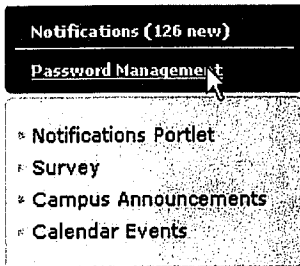 Notifications (126 new)
Password Management
Notifications Portlet
Survey
Campus Announcements
Calendar Events